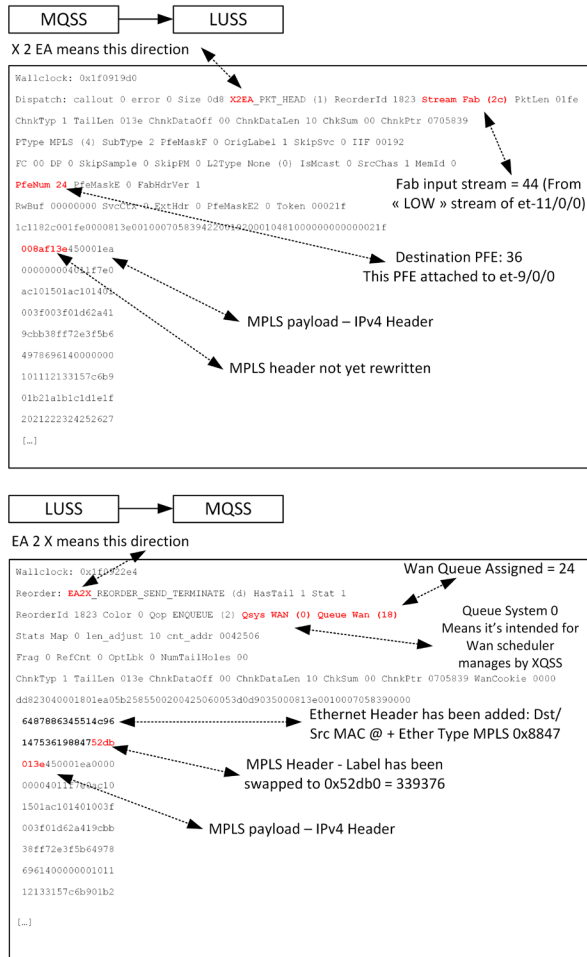 MQSS
LUSS
X 2 EA means this direction
Wallclock: 0x1f0919d0
Dispatch: callout 0 error 0 Size 0d8 X2EA_PKT_HEAD (1) ReorderId 1823 Stream Fab (2c) PktLen 01fe
ChnkTyp 1 TailLen 013e ChnkDataOff 00 ChnkDataLen 10 ChkSum 00 ChnkPtr 0705839
PType MPLS (4) SubType 2 PfeMaskF 0 OrigLabel 1 SkipSvc 0 IIF 00192
FC 00 DP 0 SkipSample 0 SkipPM 0 L2Type None (0) IsMcast 0 SrcChas 1 MemId 0
PfeNum 24 PfeMaskE 0 FabHdrVer 1
Fab input stream = 44 (From
« LOW » stream of et-11/0/0)
RwBuf 00000000 SvcCtx 0 ExtHdr 0 PfeMaskE2 0 Token 00021f
008af13e450001ea
Destination PFE: 36
This PFE attached to et-9/0/0
000000004011f7e0
ac101501ac101401
003f003f01d62a41
MPLS payload – IPv4 Header
9cbb38ff72e3f5b6
4978696140000000
MPLS header not yet rewritten
101112133157c6b9
01b21a1b1c1d1e1f
2021222324252627
[…]
LUSS
MQSS
EA 2 X means this direction
Wallclock: 0x1f0922e4
Wan Queue Assigned = 24
Reorder: EA2X_REORDER_SEND_TERMINATE (d) HasTail 1 Stat 1
ReorderId 1823 Color 0 Qop ENQUEUE (2) Qsys WAN (0) Queue Wan (18)
Stats Map 0 len_adjust 10 cnt_addr 0042506
Queue System 0
Means it's intended for
Wan scheduler
manages by XQSS
Frag 0 RefCnt 0 OptLbk 0 NumTailHoles 00
ChnkTyp 1 TailLen 013e ChnkDataOff 00 ChnkDataLen 10 ChkSum 00 ChnkPtr 0705839 WanCookie 0000
dd823040001801ea05b2585500200425060053d0d9035000813e0010007058390000
6487886345514c96
Ethernet Header has been added: Dst/
Src MAC @ + Ether Type MPLS 0x8847
14753619884752db
MPLS Header - Label has been
swapped to 0x52db0 = 339376
013e450001ea0000
00004011f7e0ac10
1501ac101401003f
003f01d62a419cbb
MPLS payload – IPv4 Header
38ff72e3f5b64978
6961400000001011
12133157c6b901b2
[…]